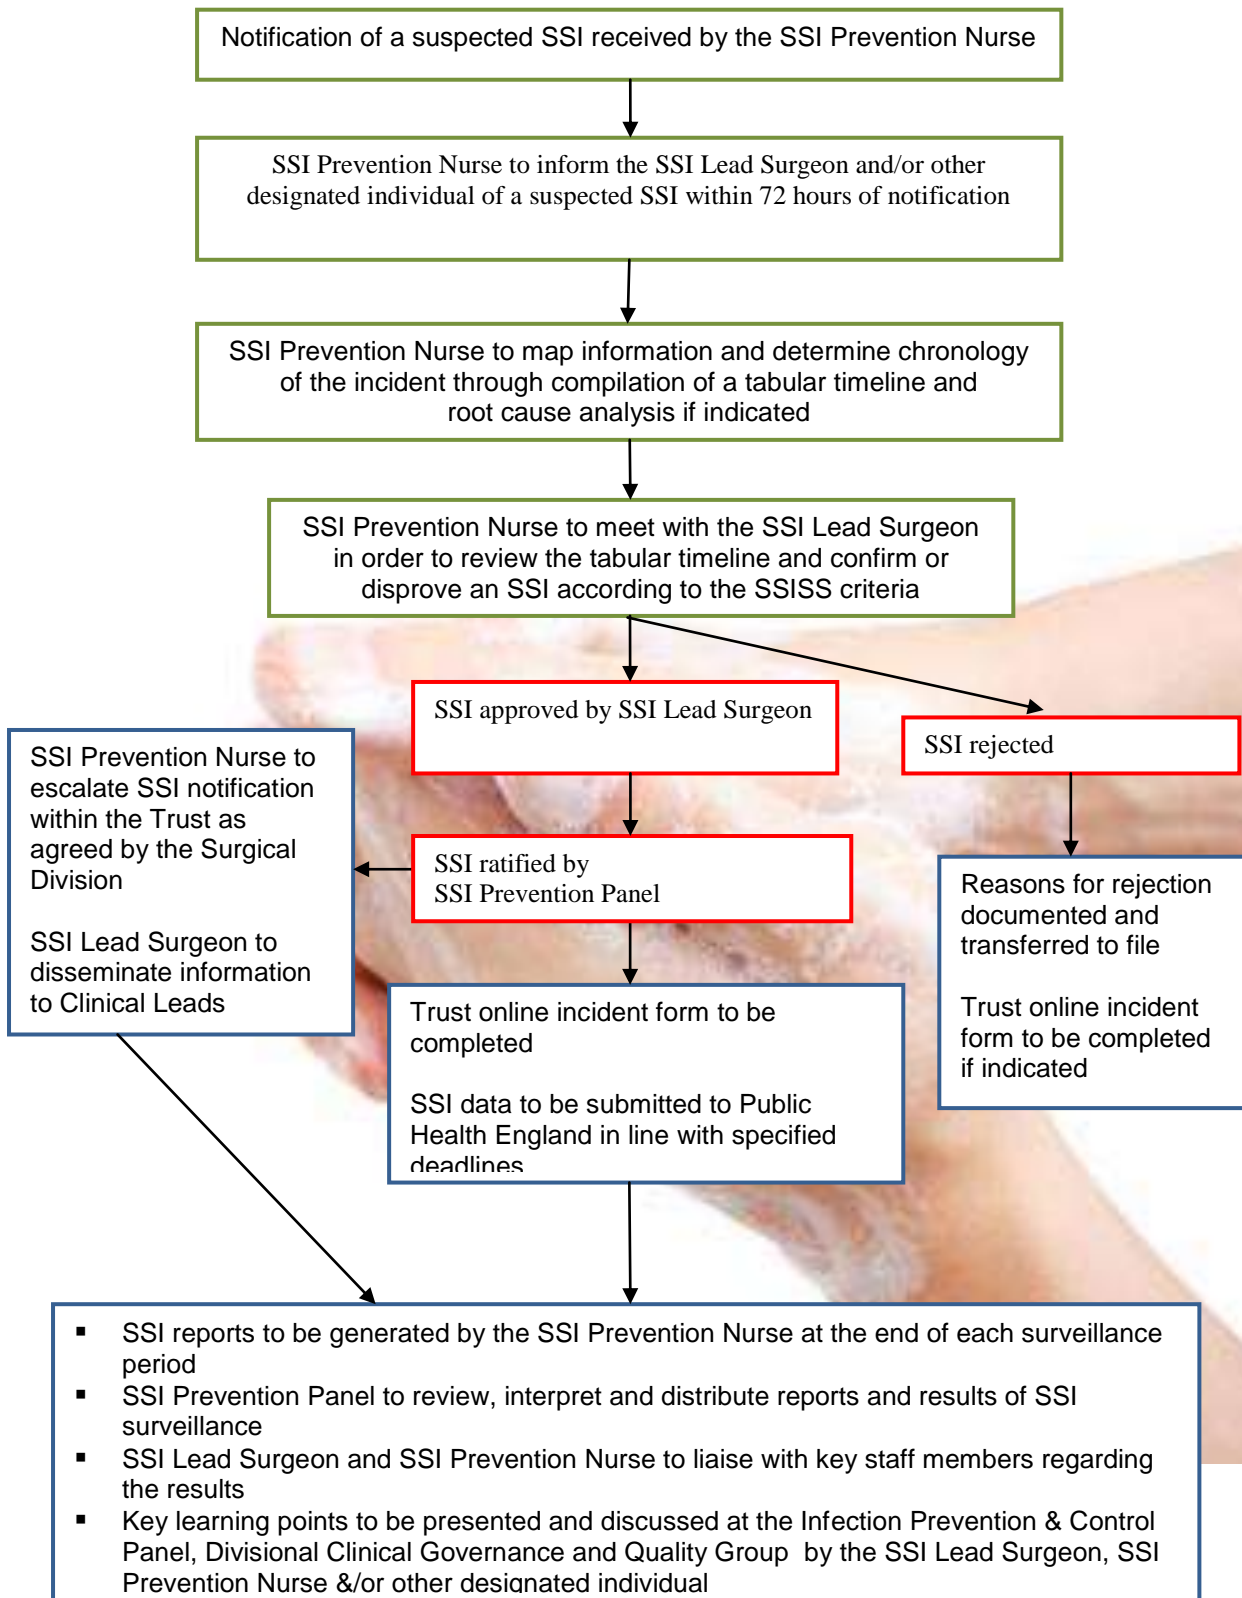 Notification of a suspected SSI received by the SSI Prevention Nurse
SSI Prevention Nurse to inform the SSI Lead Surgeon and/or other
designated individual of a suspected SSI within 72 hours of notification
SSI Prevention Nurse to map information and determine chronology
of the incident through compilation of a tabular timeline and
root cause analysis if indicated
SSI Prevention Nurse to meet with the SSI Lead Surgeon
in order to review the tabular timeline and confirm or
disprove an SSI according to the SSISS criteria
SSI approved by SSI Lead Surgeon
SSI rejected
SSI Prevention Nurse to
escalate SSI notification
within the Trust as
agreed by the Surgical
Division
SSI Lead Surgeon to
disseminate information
to Clinical Leads
SSI ratified by
SSI Prevention Panel
Reasons for rejection
documented and
transferred to file
Trust online incident
form to be completed
if indicated
Trust online incident form to be
completed
SSI data to be submitted to Public
Health England in line with specified
deadlines
▪ SSI reports to be generated by the SSI Prevention Nurse at the end of each surveillance
period
▪ SSI Prevention Panel to review, interpret and distribute reports and results of SSI
surveillance
▪ SSI Lead Surgeon and SSI Prevention Nurse to liaise with key staff members regarding
the results
▪ Key learning points to be presented and discussed at the Infection Prevention & Control
Panel, Divisional Clinical Governance and Quality Group by the SSI Lead Surgeon, SSI
Prevention Nurse &/or other designated individual